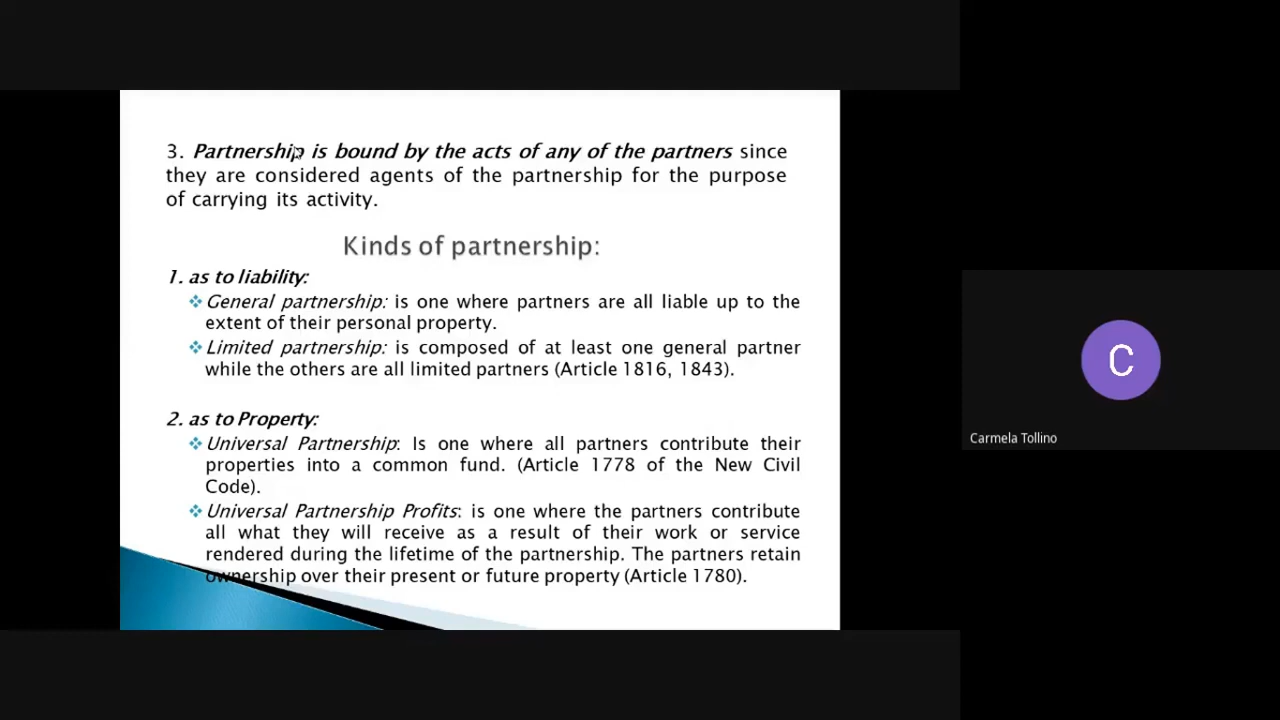 3. Partnership is bound by the acts of any of the partners since
they are considered agents of the partnership for the purpose
of carrying its activity.
Kinds of partnership:
1. as to liability:
General partnership: is one where partners are all liable up to the
extent of their personal property.
Limited partnership: is composed of at least one general partner
while the others are all limited partners (Article 1816, 1843).
2. as to Property:
Universal Partnership: Is one where all partners contribute their
properties into a common fund. (Article 1778 of the New Civil
Code).
Universal Partnership Profits: is one where the partners contribute
all what they will receive as a result of their work or service
rendered during the lifetime of the partnership. The partners retain
ownership over their present or future property (Article 1780).
C
Carmela Tollino